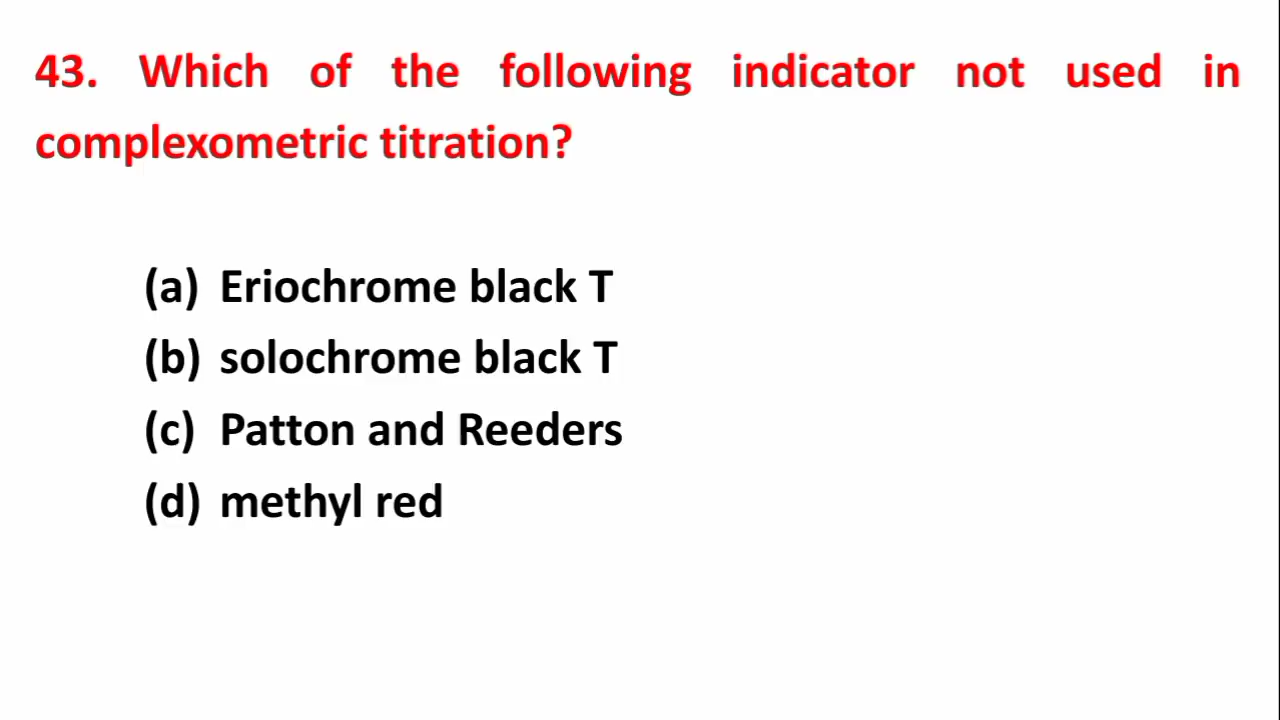 43. Which of the following indicator not used in
complexometric titration?
(a) Eriochrome black T
(b) solochrome black T
(c) Patton and Reeders
(d) methyl red